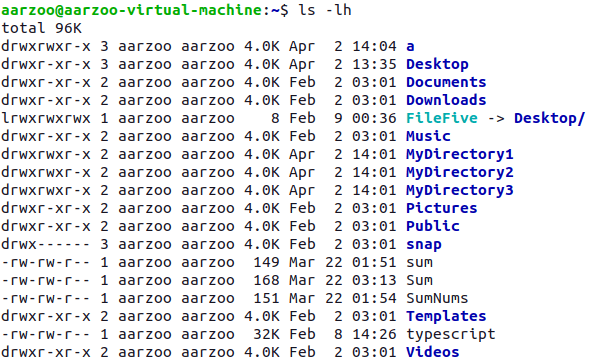 aarzoo@aarzoo-virtual-machine:~$ ls -lh
total 96K
drwxrwxr-x 3 aarzoo aarzoo 4.0K Apr  2 14:04 a
drwxr-xr-x 3 aarzoo aarzoo 4.0K Apr  2 13:35 Desktop
drwxr-xr-x 2 aarzoo aarzoo 4.0K Feb  2 03:01 Documents
drwxr-xr-x 2 aarzoo aarzoo 4.0K Feb  2 03:01 Downloads
lrwxrwxrwx 1 aarzoo aarzoo    8 Feb  9 00:36 FileFive -> Desktop/
drwxr-xr-x 2 aarzoo aarzoo 4.0K Feb  2 03:01 Music
drwxrwxr-x 2 aarzoo aarzoo 4.0K Apr  2 14:01 MyDirectory1
drwxrwxr-x 2 aarzoo aarzoo 4.0K Apr  2 14:01 MyDirectory2
drwxrwxr-x 2 aarzoo aarzoo 4.0K Apr  2 14:01 MyDirectory3
drwxr-xr-x 2 aarzoo aarzoo 4.0K Feb  2 03:01 Pictures
drwxr-xr-x 2 aarzoo aarzoo 4.0K Feb  2 03:01 Public
drwx------ 3 aarzoo aarzoo 4.0K Feb  2 03:01 snap
-rw-rw-r-- 1 aarzoo aarzoo  149 Mar 22 01:51 sum
-rw-rw-r-- 1 aarzoo aarzoo  168 Mar 22 03:13 Sum
-rw-rw-r-- 1 aarzoo aarzoo  151 Mar 22 01:54 SumNums
drwxr-xr-x 2 aarzoo aarzoo 4.0K Feb  2 03:01 Templates
-rw-rw-r-- 1 aarzoo aarzoo  32K Feb  8 14:26 typescript
drwxr-xr-x 2 aarzoo aarzoo 4.0K Feb  2 03:01 Videos